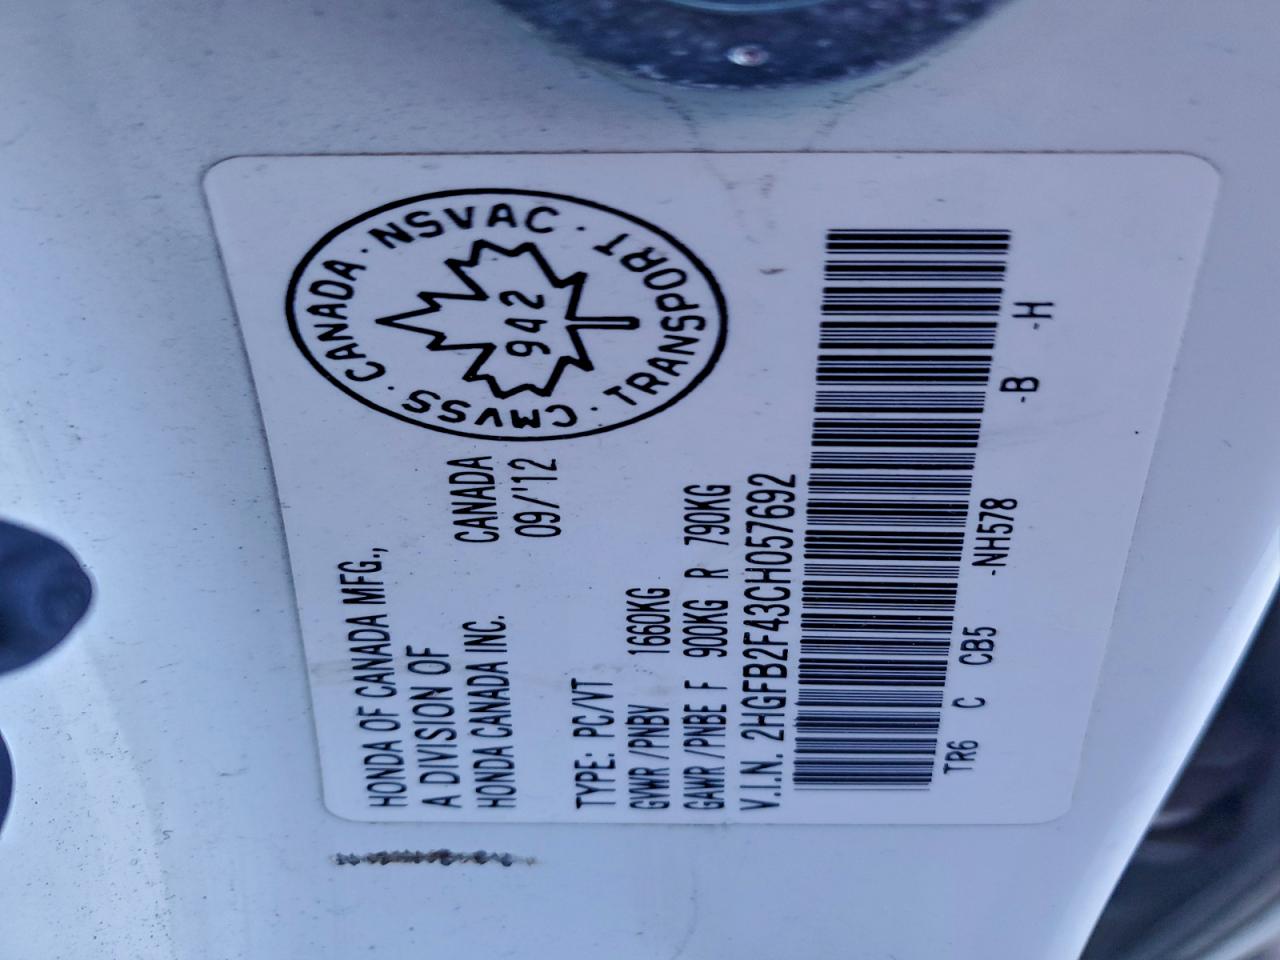 HONDA OF CANADA MFG.,
A DIVISION OF CANADA
HONDA CANADA INC. 09/'12
TYPE: PC/VT
GVWR/PNBV 1660KG
GAWR/PNBE F 900KG R 790KG
V.I.N. 2HGFB2F43CH057692
TR6 C CB5 -NH578 -B -H
CANADA · NSVAC · TRANSPORT · CMVSS ·
942